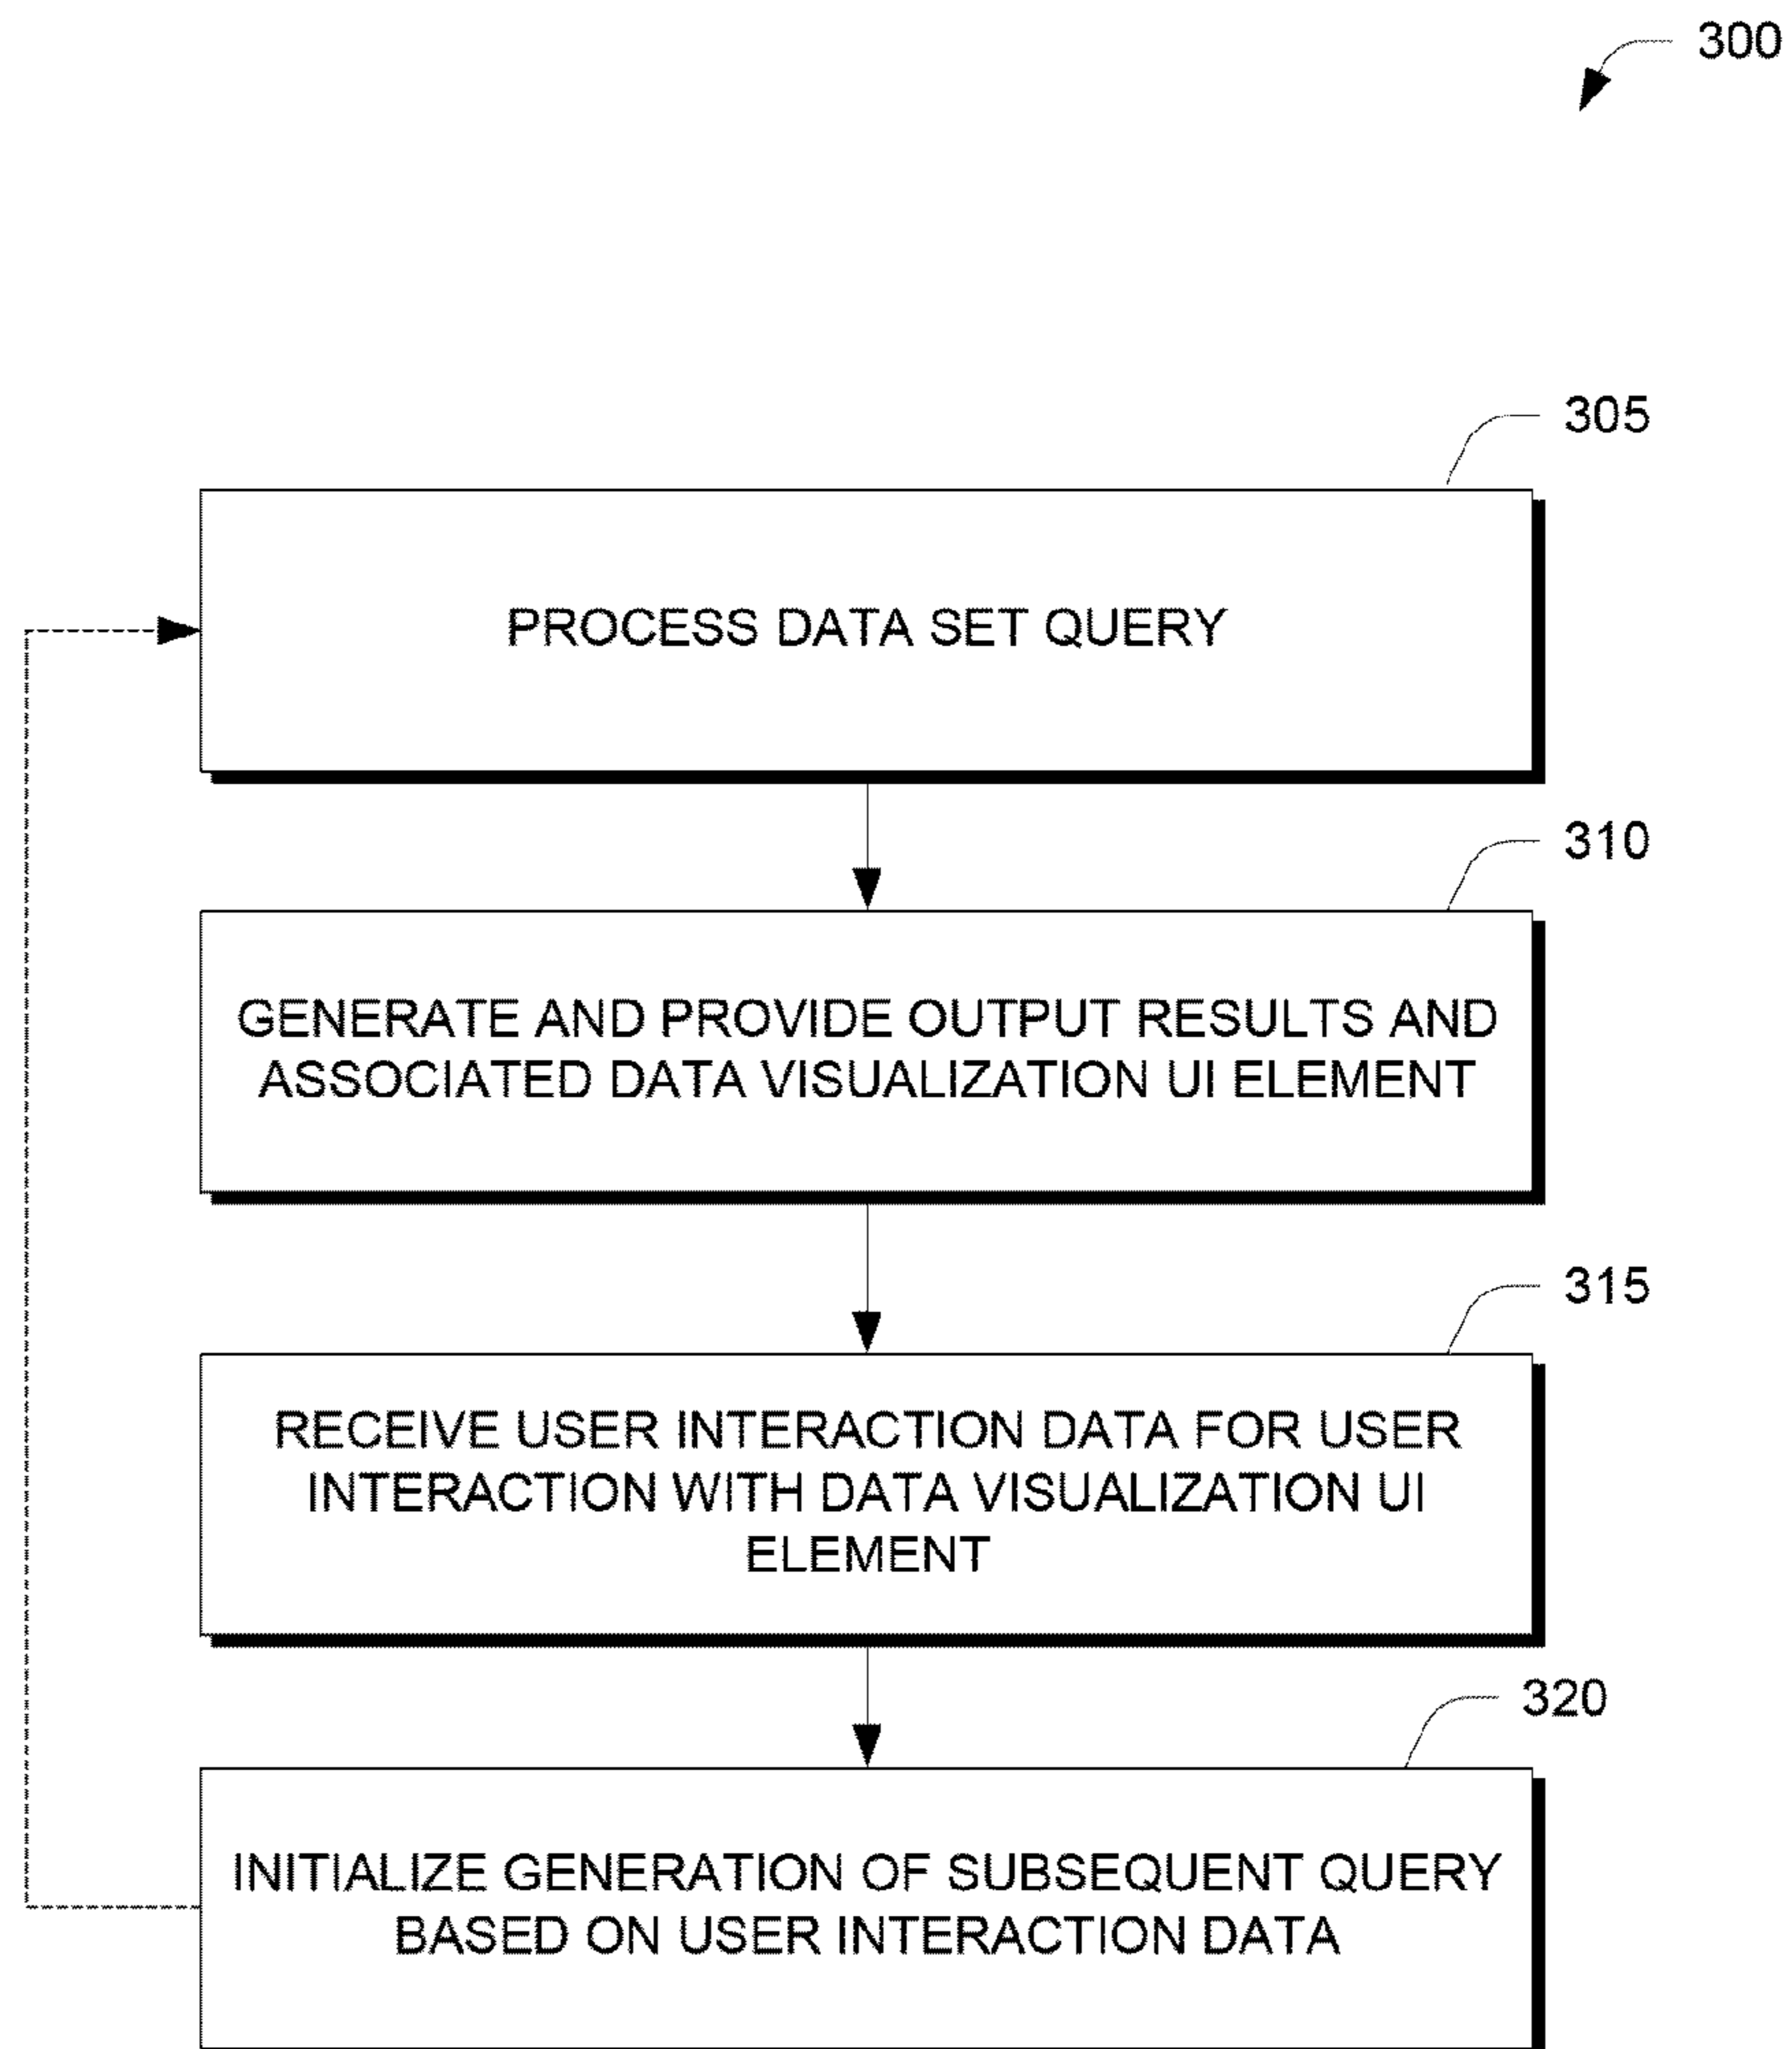 300
305
PROCESS DATA SET QUERY
310
GENERATE AND PROVIDE OUTPUT RESULTS AND
ASSOCIATED DATA VISUALIZATION UI ELEMENT
315
RECEIVE USER INTERACTION DATA FOR USER
INTERACTION WITH DATA VISUALIZATION UI
ELEMENT
320
INITIALIZE GENERATION OF SUBSEQUENT QUERY
BASED ON USER INTERACTION DATA